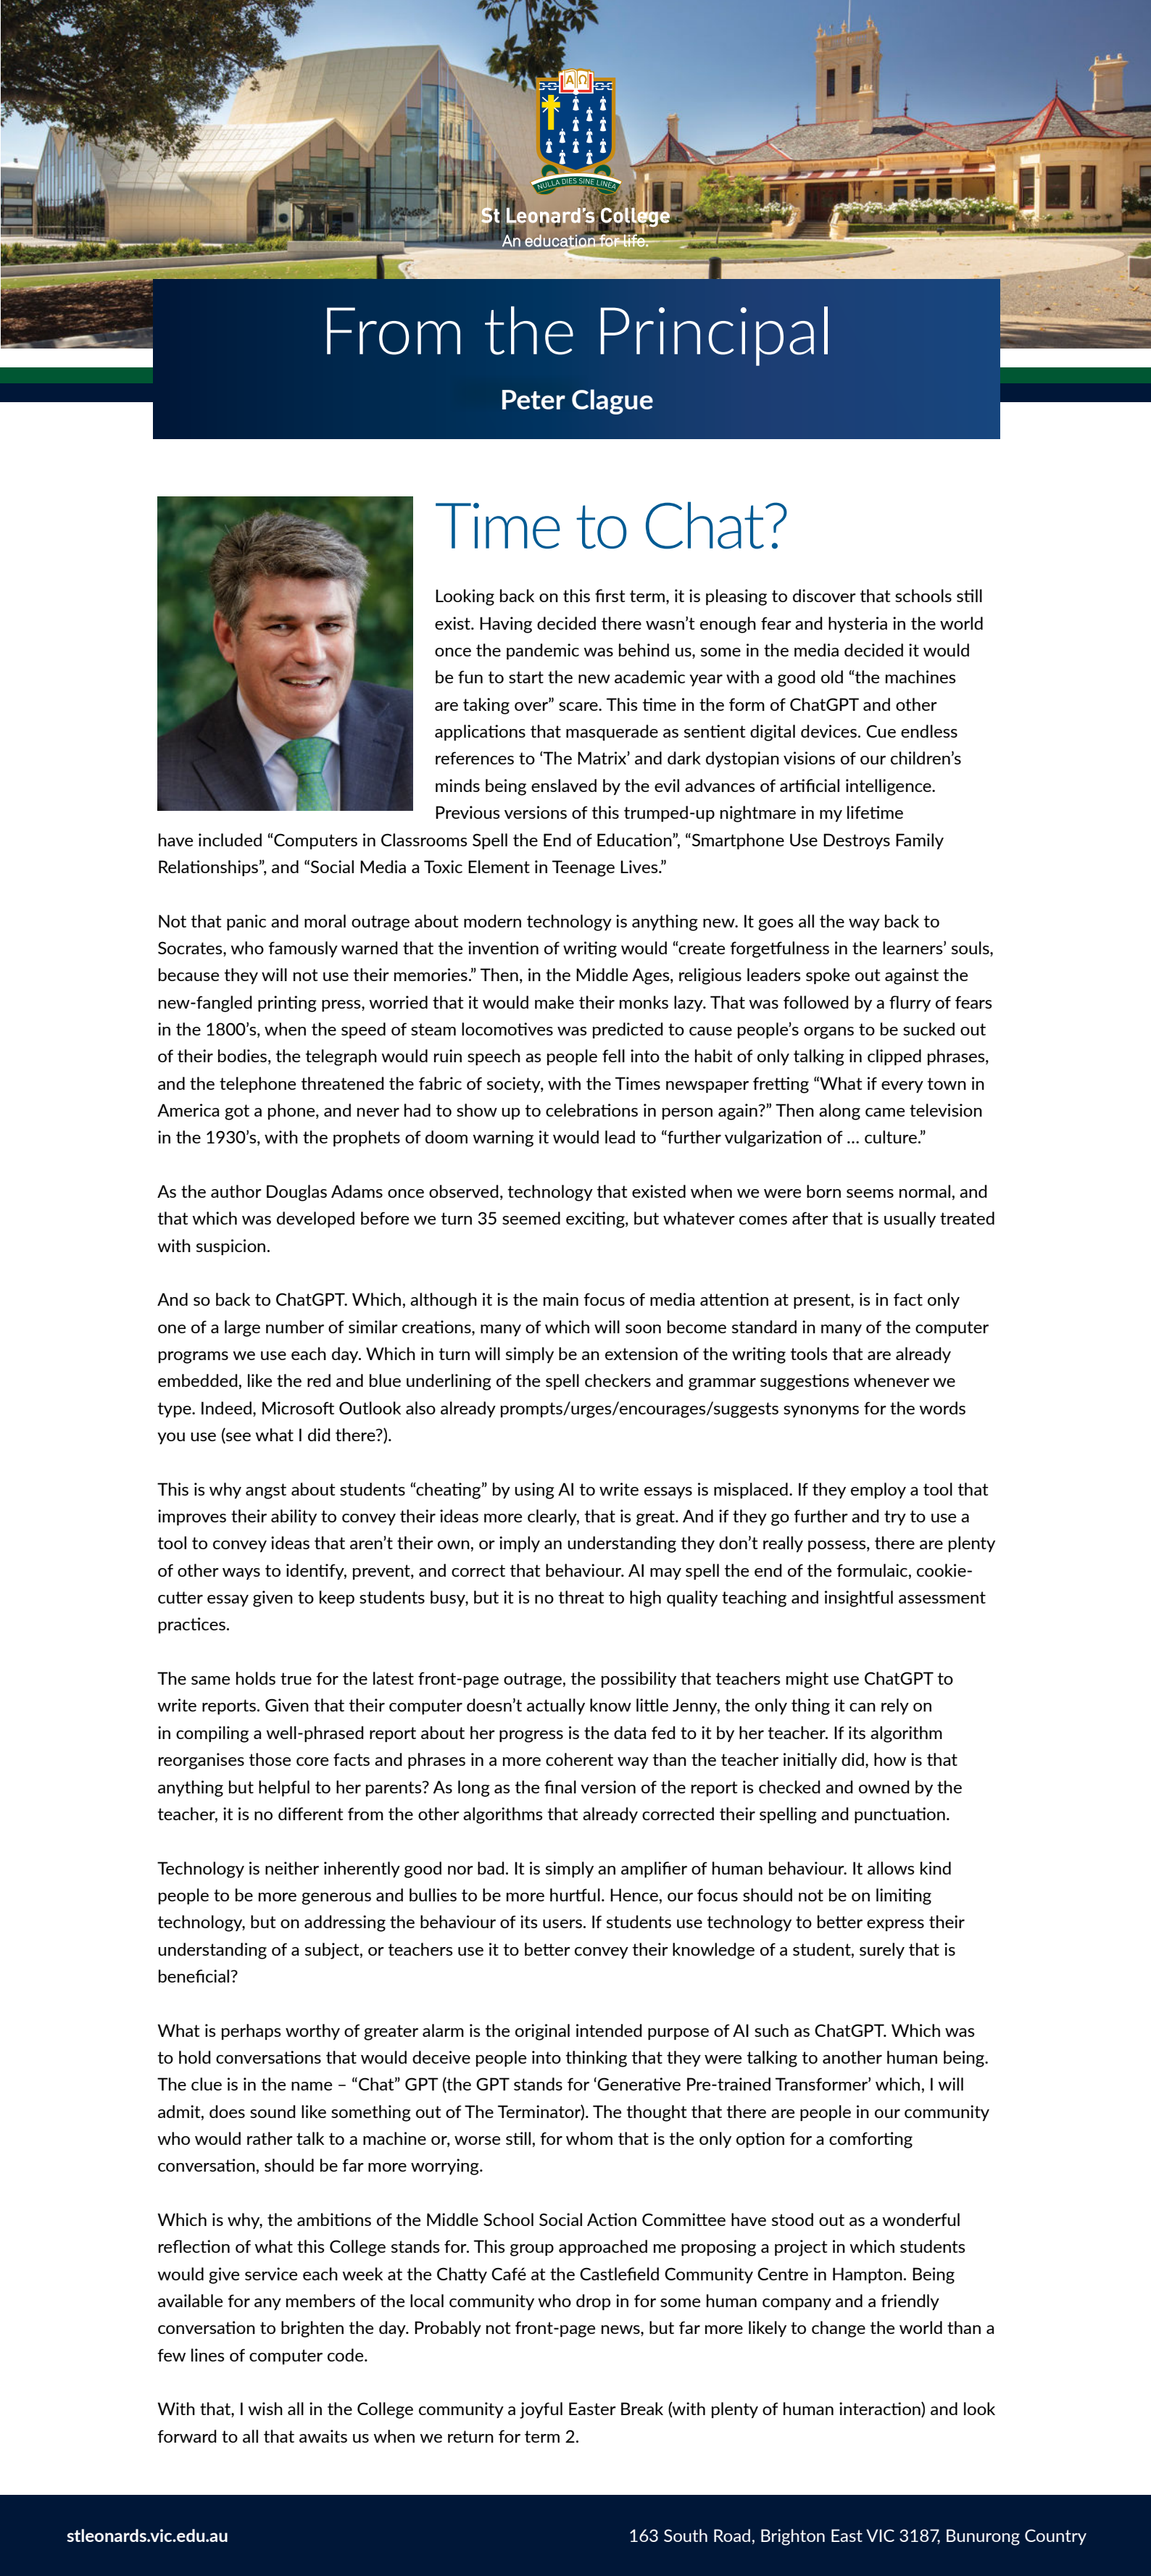 ΑΩ
NULLA DIES SINE LINEA
St Leonard's College
An education for life.
From the Principal
Peter Clague
Time to Chat?
Looking back on this first term, it is pleasing to discover that schools still
exist. Having decided there wasn’t enough fear and hysteria in the world
once the pandemic was behind us, some in the media decided it would
be fun to start the new academic year with a good old “the machines
are taking over” scare. This time in the form of ChatGPT and other
applications that masquerade as sentient digital devices. Cue endless
references to ‘The Matrix’ and dark dystopian visions of our children’s
minds being enslaved by the evil advances of artificial intelligence.
Previous versions of this trumped-up nightmare in my lifetime
have included “Computers in Classrooms Spell the End of Education”, “Smartphone Use Destroys Family
Relationships”, and “Social Media a Toxic Element in Teenage Lives.”
Not that panic and moral outrage about modern technology is anything new. It goes all the way back to
Socrates, who famously warned that the invention of writing would “create forgetfulness in the learners’ souls,
because they will not use their memories.” Then, in the Middle Ages, religious leaders spoke out against the
new-fangled printing press, worried that it would make their monks lazy. That was followed by a flurry of fears
in the 1800’s, when the speed of steam locomotives was predicted to cause people’s organs to be sucked out
of their bodies, the telegraph would ruin speech as people fell into the habit of only talking in clipped phrases,
and the telephone threatened the fabric of society, with the Times newspaper fretting “What if every town in
America got a phone, and never had to show up to celebrations in person again?” Then along came television
in the 1930’s, with the prophets of doom warning it would lead to “further vulgarization of ... culture.”
As the author Douglas Adams once observed, technology that existed when we were born seems normal, and
that which was developed before we turn 35 seemed exciting, but whatever comes after that is usually treated
with suspicion.
And so back to ChatGPT. Which, although it is the main focus of media attention at present, is in fact only
one of a large number of similar creations, many of which will soon become standard in many of the computer
programs we use each day. Which in turn will simply be an extension of the writing tools that are already
embedded, like the red and blue underlining of the spell checkers and grammar suggestions whenever we
type. Indeed, Microsoft Outlook also already prompts/urges/encourages/suggests synonyms for the words
you use (see what I did there?).
This is why angst about students “cheating” by using AI to write essays is misplaced. If they employ a tool that
improves their ability to convey their ideas more clearly, that is great. And if they go further and try to use a
tool to convey ideas that aren’t their own, or imply an understanding they don’t really possess, there are plenty
of other ways to identify, prevent, and correct that behaviour. AI may spell the end of the formulaic, cookie-
cutter essay given to keep students busy, but it is no threat to high quality teaching and insightful assessment
practices.
The same holds true for the latest front-page outrage, the possibility that teachers might use ChatGPT to
write reports. Given that their computer doesn’t actually know little Jenny, the only thing it can rely on
in compiling a well-phrased report about her progress is the data fed to it by her teacher. If its algorithm
reorganises those core facts and phrases in a more coherent way than the teacher initially did, how is that
anything but helpful to her parents? As long as the final version of the report is checked and owned by the
teacher, it is no different from the other algorithms that already corrected their spelling and punctuation.
Technology is neither inherently good nor bad. It is simply an amplifier of human behaviour. It allows kind
people to be more generous and bullies to be more hurtful. Hence, our focus should not be on limiting
technology, but on addressing the behaviour of its users. If students use technology to better express their
understanding of a subject, or teachers use it to better convey their knowledge of a student, surely that is
beneficial?
What is perhaps worthy of greater alarm is the original intended purpose of AI such as ChatGPT. Which was
to hold conversations that would deceive people into thinking that they were talking to another human being.
The clue is in the name – “Chat” GPT (the GPT stands for ‘Generative Pre-trained Transformer’ which, I will
admit, does sound like something out of The Terminator). The thought that there are people in our community
who would rather talk to a machine or, worse still, for whom that is the only option for a comforting
conversation, should be far more worrying.
Which is why, the ambitions of the Middle School Social Action Committee have stood out as a wonderful
reflection of what this College stands for. This group approached me proposing a project in which students
would give service each week at the Chatty Café at the Castlefield Community Centre in Hampton. Being
available for any members of the local community who drop in for some human company and a friendly
conversation to brighten the day. Probably not front-page news, but far more likely to change the world than a
few lines of computer code.
With that, I wish all in the College community a joyful Easter Break (with plenty of human interaction) and look
forward to all that awaits us when we return for term 2.
stleonards.vic.edu.au
163 South Road, Brighton East VIC 3187, Bunurong Country